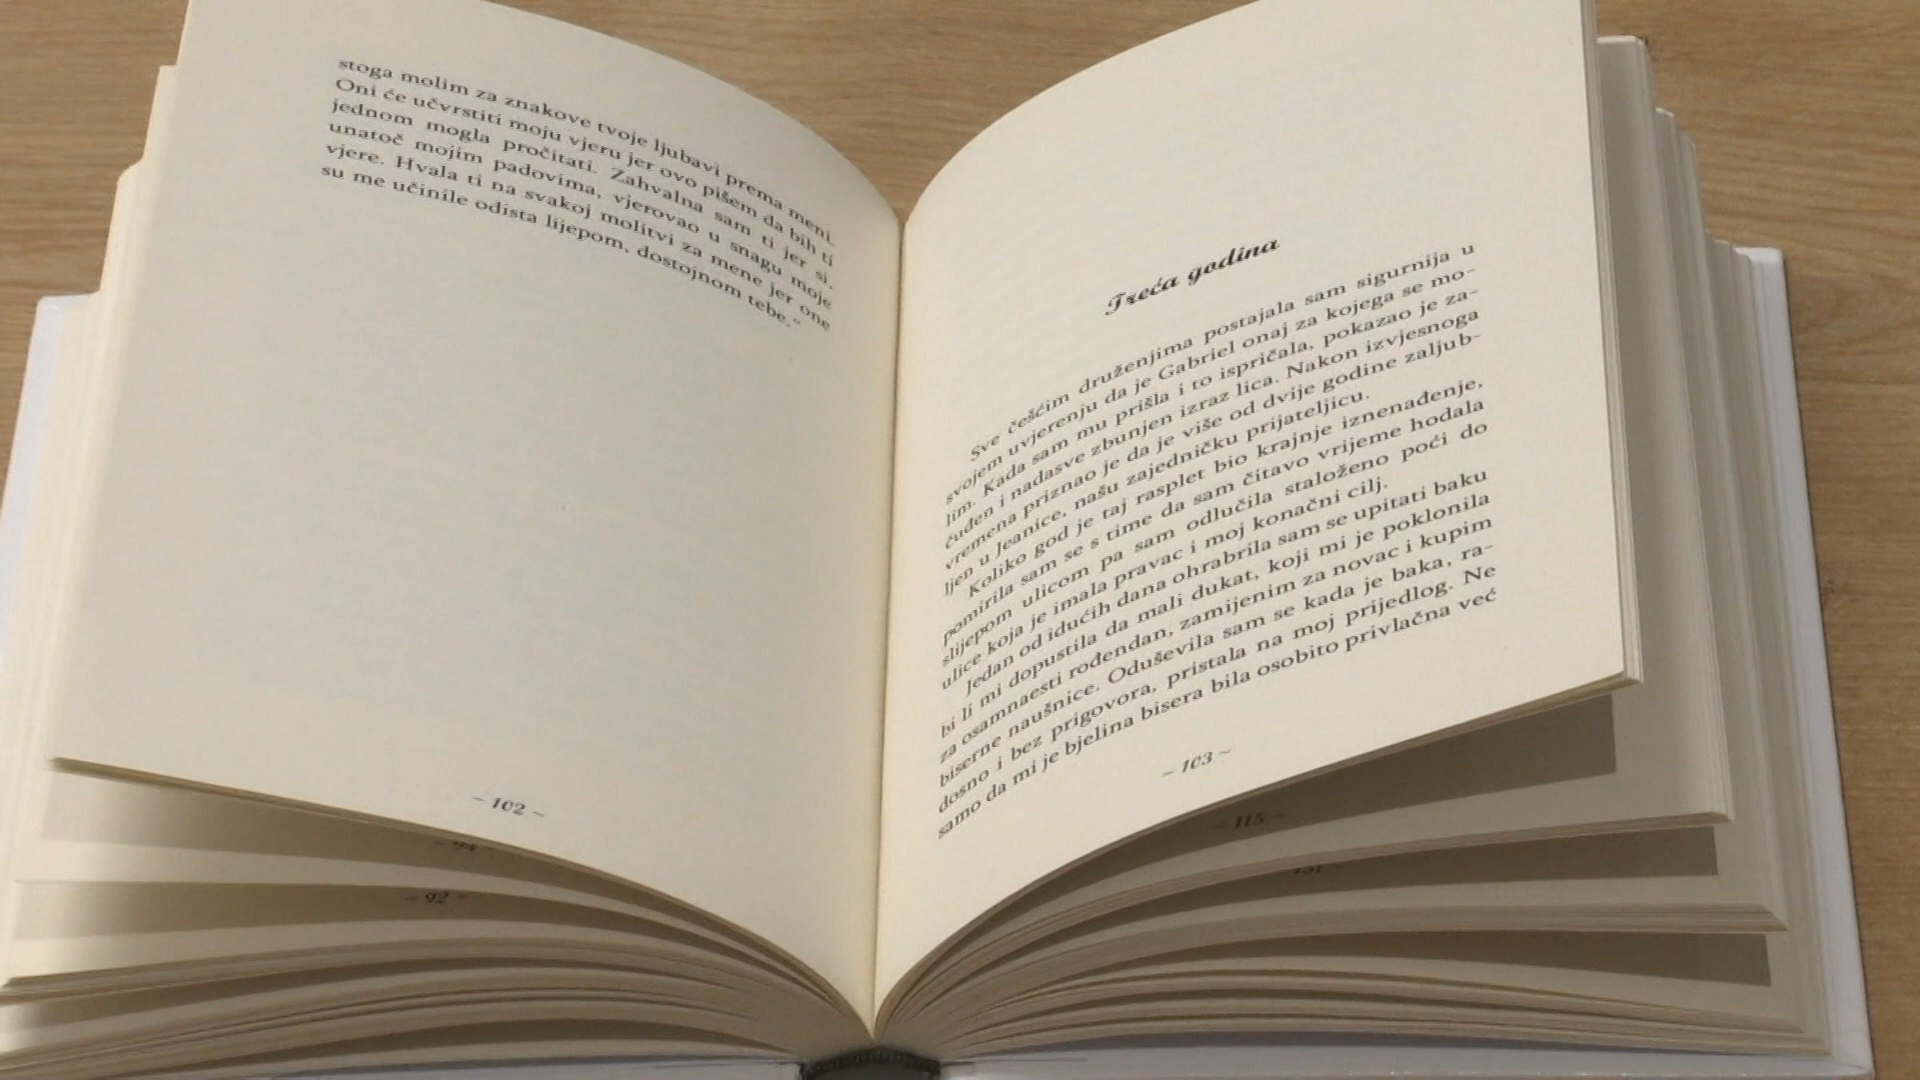 stoga molim za znakove tvoje ljubavi prema meni.
Oni će učvrstiti moju vjeru jer ovo pišem da bih ti
jednom mogla pročitati. Zahvalna sam ti jer si,
unatoč mojim padovima, vjerovao u snagu moje
vjere. Hvala ti na svakoj molitvi za mene jer one
su me učinile odista lijepom, dostojnom tebe.“
~ 102 ~
~ 94
~ 92 ~
Treća godina
Sve češćim druženjima postajala sam sigurnija u
svojem uvjerenju da je Gabriel onaj za kojega se mo-
lim. Kada sam mu prišla i to ispričala, pokazao je za-
čuđen i nadasve zbunjen izraz lica. Nakon izvjesnoga
vremena priznao je da je više od dvije godine zaljub-
ljen u Jeanice, našu zajedničku prijateljicu.
Koliko god je taj rasplet bio krajnje iznenađenje,
pomirila sam se s time da sam čitavo vrijeme hodala
slijepom ulicom pa sam odlučila staloženo poći do
ulice koja je imala pravac i moj konačni cilj.
Jedan od idućih dana ohrabrila sam se upitati baku
bi li mi dopustila da mali dukat, koji mi je poklonila
za osamnaesti rođendan, zamijenim za novac i kupim
biserne naušnice. Oduševila sam se kada je baka, ra-
dosno i bez prigovora, pristala na moj prijedlog. Ne
samo da mi je bjelina bisera bila osobito privlačna već
~ 103 ~
~ 115 ~